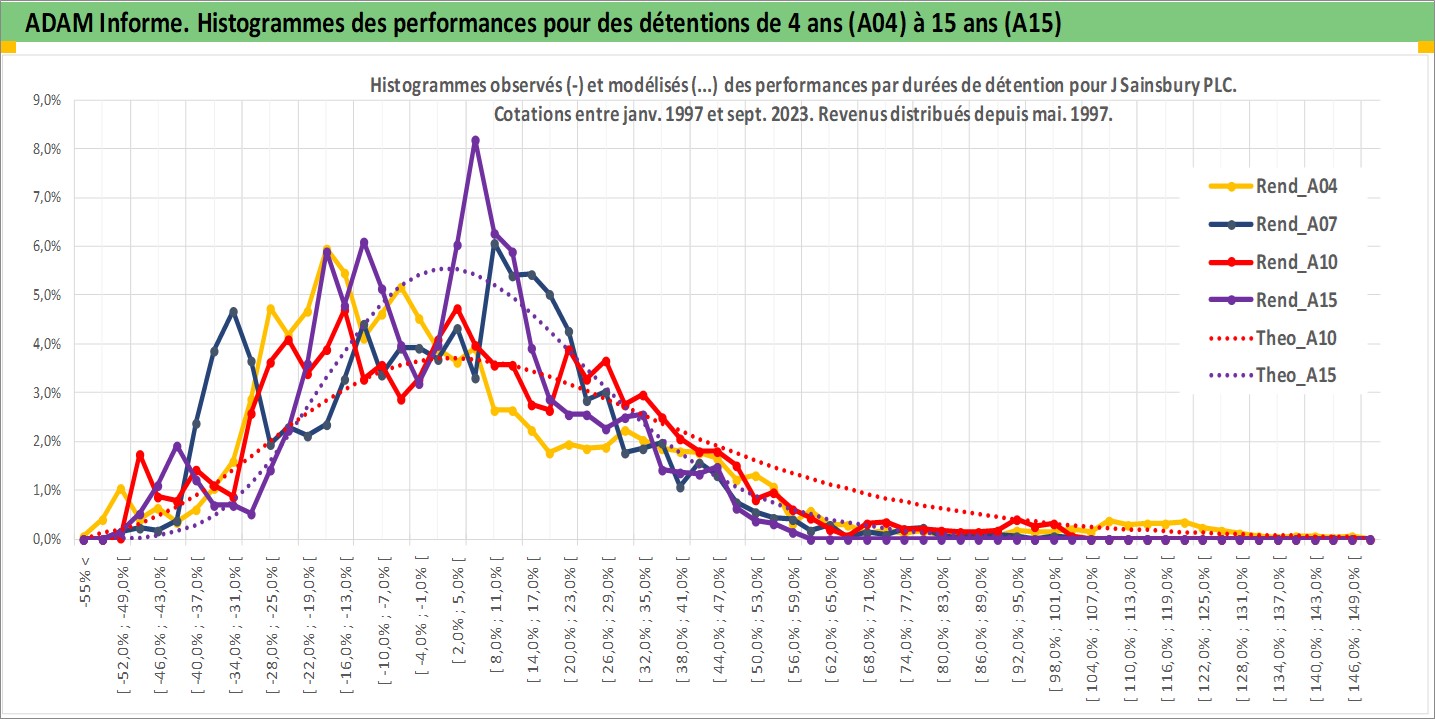 ADAM Informe. Histogrammes des performances pour des détentions de 4 ans (A04) à 15 ans (A15)
Histogrammes observés (-) et modélisés (...) des performances par durées de détention pour J Sainsbury PLC.
Cotations entre janv. 1997 et sept. 2023. Revenus distribués depuis mai. 1997.
9,0%
8,0%
7,0%
6,0%
5,0%
4,0%
3,0%
2,0%
1,0%
0,0%
Rend_A04
Rend_A07
Rend_A10
Rend_A15
Theo_A10
Theo_A15
-55% <
[ -52,0% ; -49,0% [
[ -46,0% ; -43,0% [
[ -40,0% ; -37,0% [
[ -34,0% ; -31,0% [
[ -28,0% ; -25,0% [
[ -22,0% ; -19,0% [
[ -16,0% ; -13,0% [
[ -10,0% ; -7,0% [
[ -4,0% ; -1,0% [
[ 2,0% ; 5,0% [
[ 8,0% ; 11,0% [
[ 14,0% ; 17,0% [
[ 20,0% ; 23,0% [
[ 26,0% ; 29,0% [
[ 32,0% ; 35,0% [
[ 38,0% ; 41,0% [
[ 44,0% ; 47,0% [
[ 50,0% ; 53,0% [
[ 56,0% ; 59,0% [
[ 62,0% ; 65,0% [
[ 68,0% ; 71,0% [
[ 74,0% ; 77,0% [
[ 80,0% ; 83,0% [
[ 86,0% ; 89,0% [
[ 92,0% ; 95,0% [
[ 98,0% ; 101,0% [
[ 104,0% ; 107,0% [
[ 110,0% ; 113,0% [
[ 116,0% ; 119,0% [
[ 122,0% ; 125,0% [
[ 128,0% ; 131,0% [
[ 134,0% ; 137,0% [
[ 140,0% ; 143,0% [
[ 146,0% ; 149,0% [